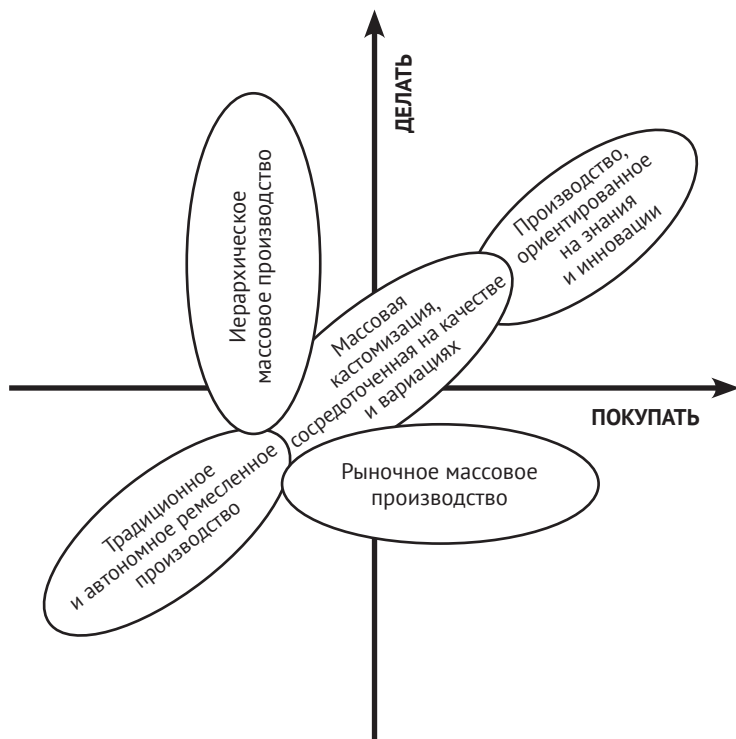 ДЕЛАТЬ
Иерархическое
массовое производство
Производство,
ориентированное
на знания
и инновации
Массовая
кастомизация,
сосредоточенная на качестве
и вариациях
ПОКУПАТЬ
Традиционное
и автономное ремесленное
производство
Рыночное массовое
производство